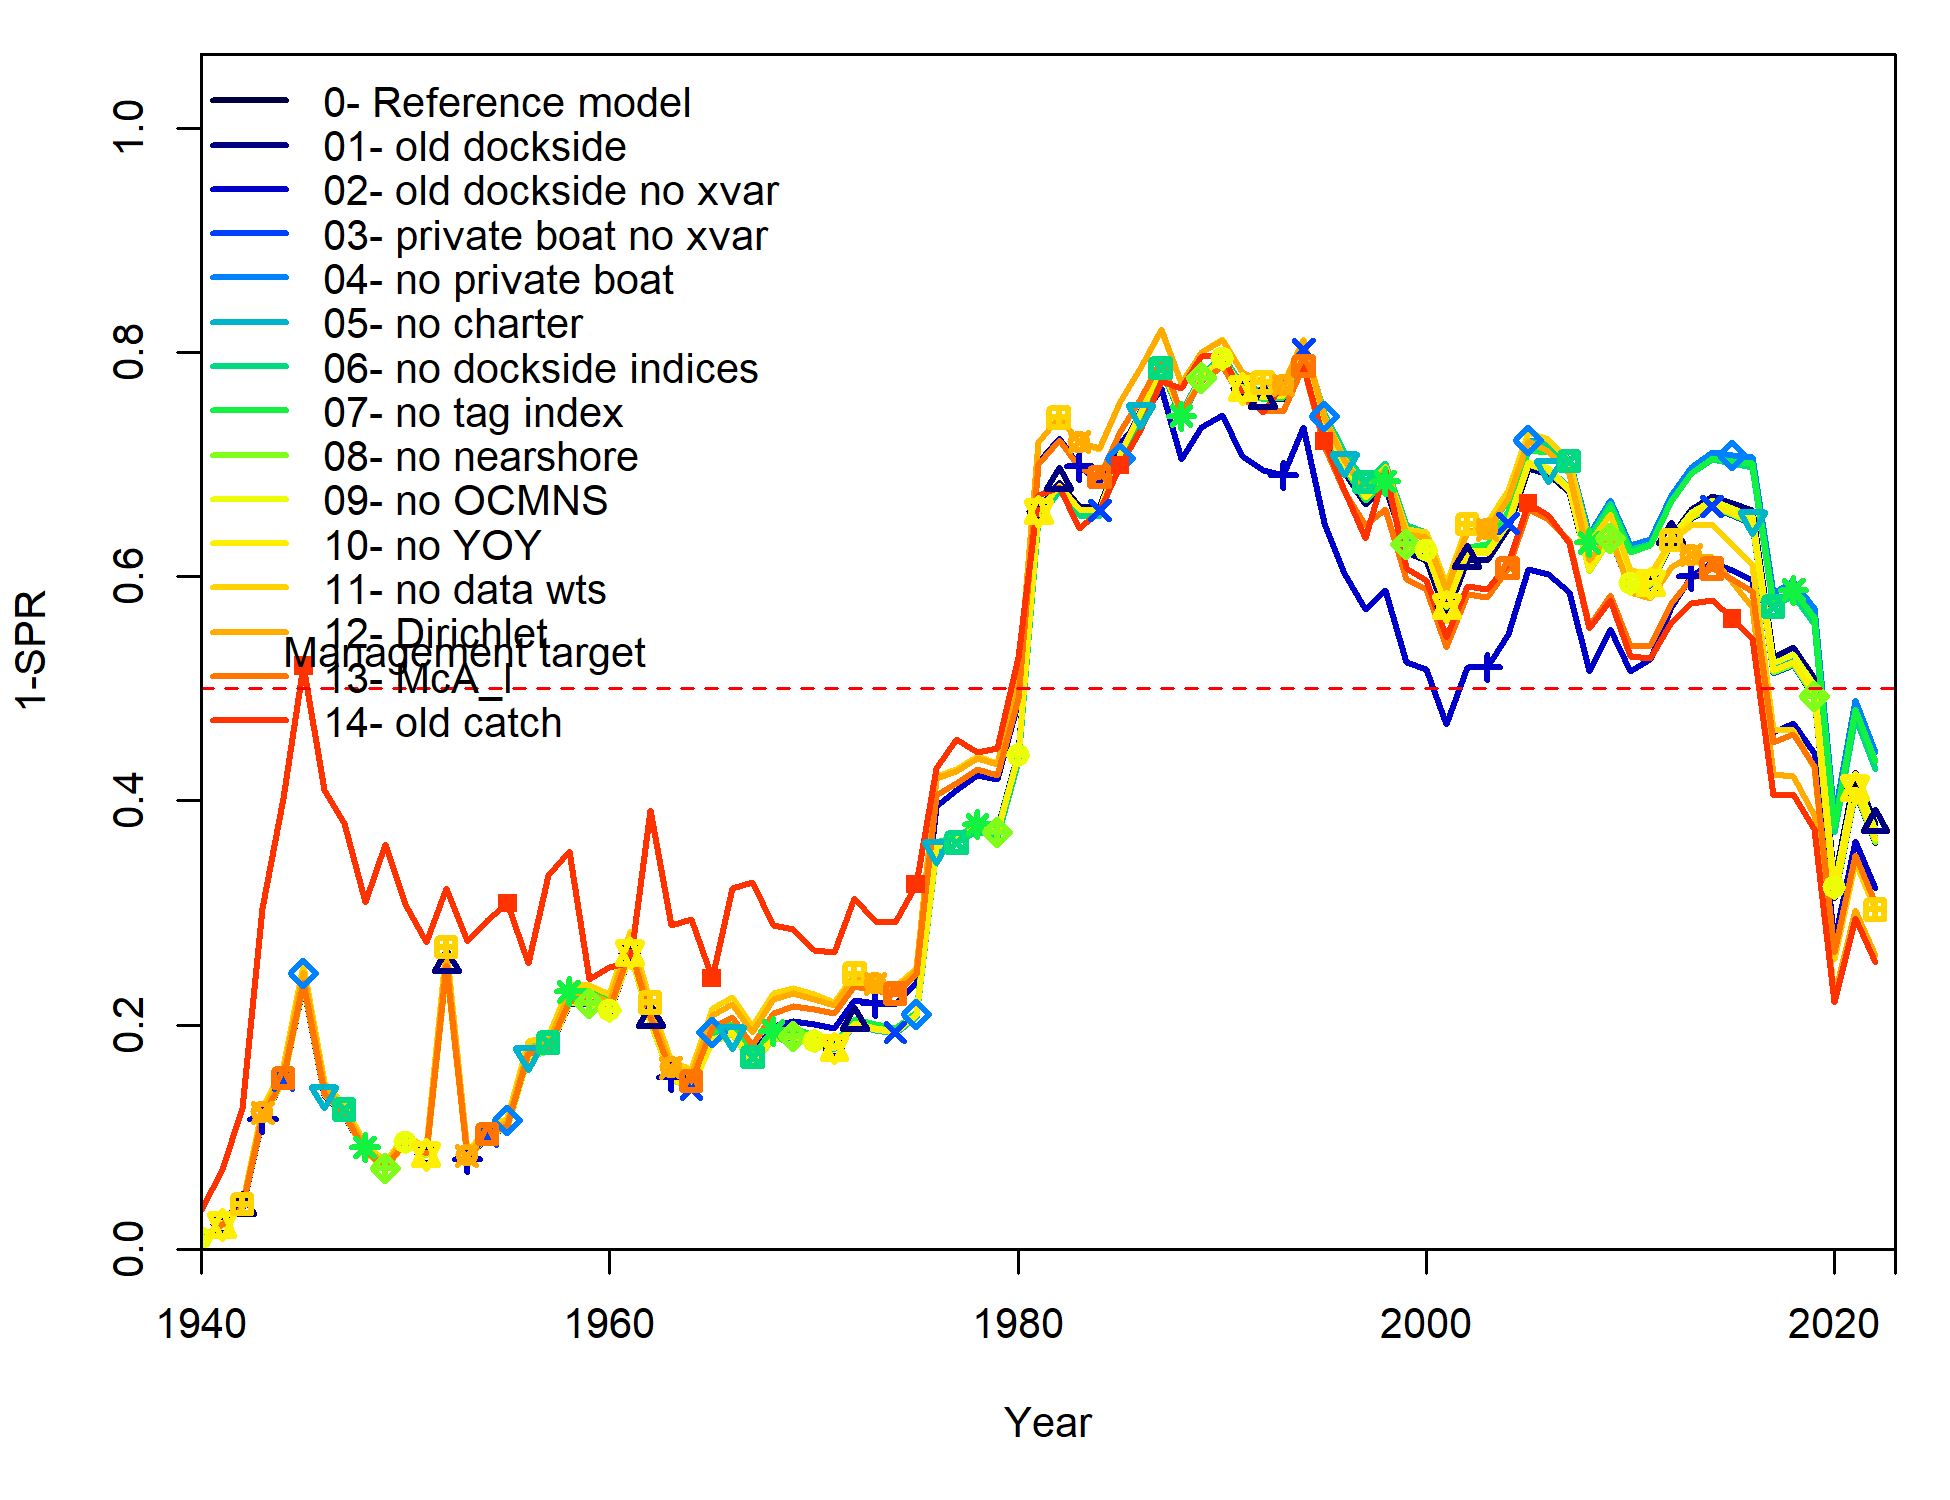 1-SPR
1.0
0.8
0.6
0.4
0.2
0.0
0- Reference model
01- old dockside
02- old dockside no xvar
03- private boat no xvar
04- no private boat
05- no charter
06- no dockside indices
07- no tag index
08- no nearshore
09- no OCMNS
10- no YOY
11- no data wts
12- Dirichlet
Management target
13- McA_I
14- old catch
1940 1960 1980 2000 2020
Year